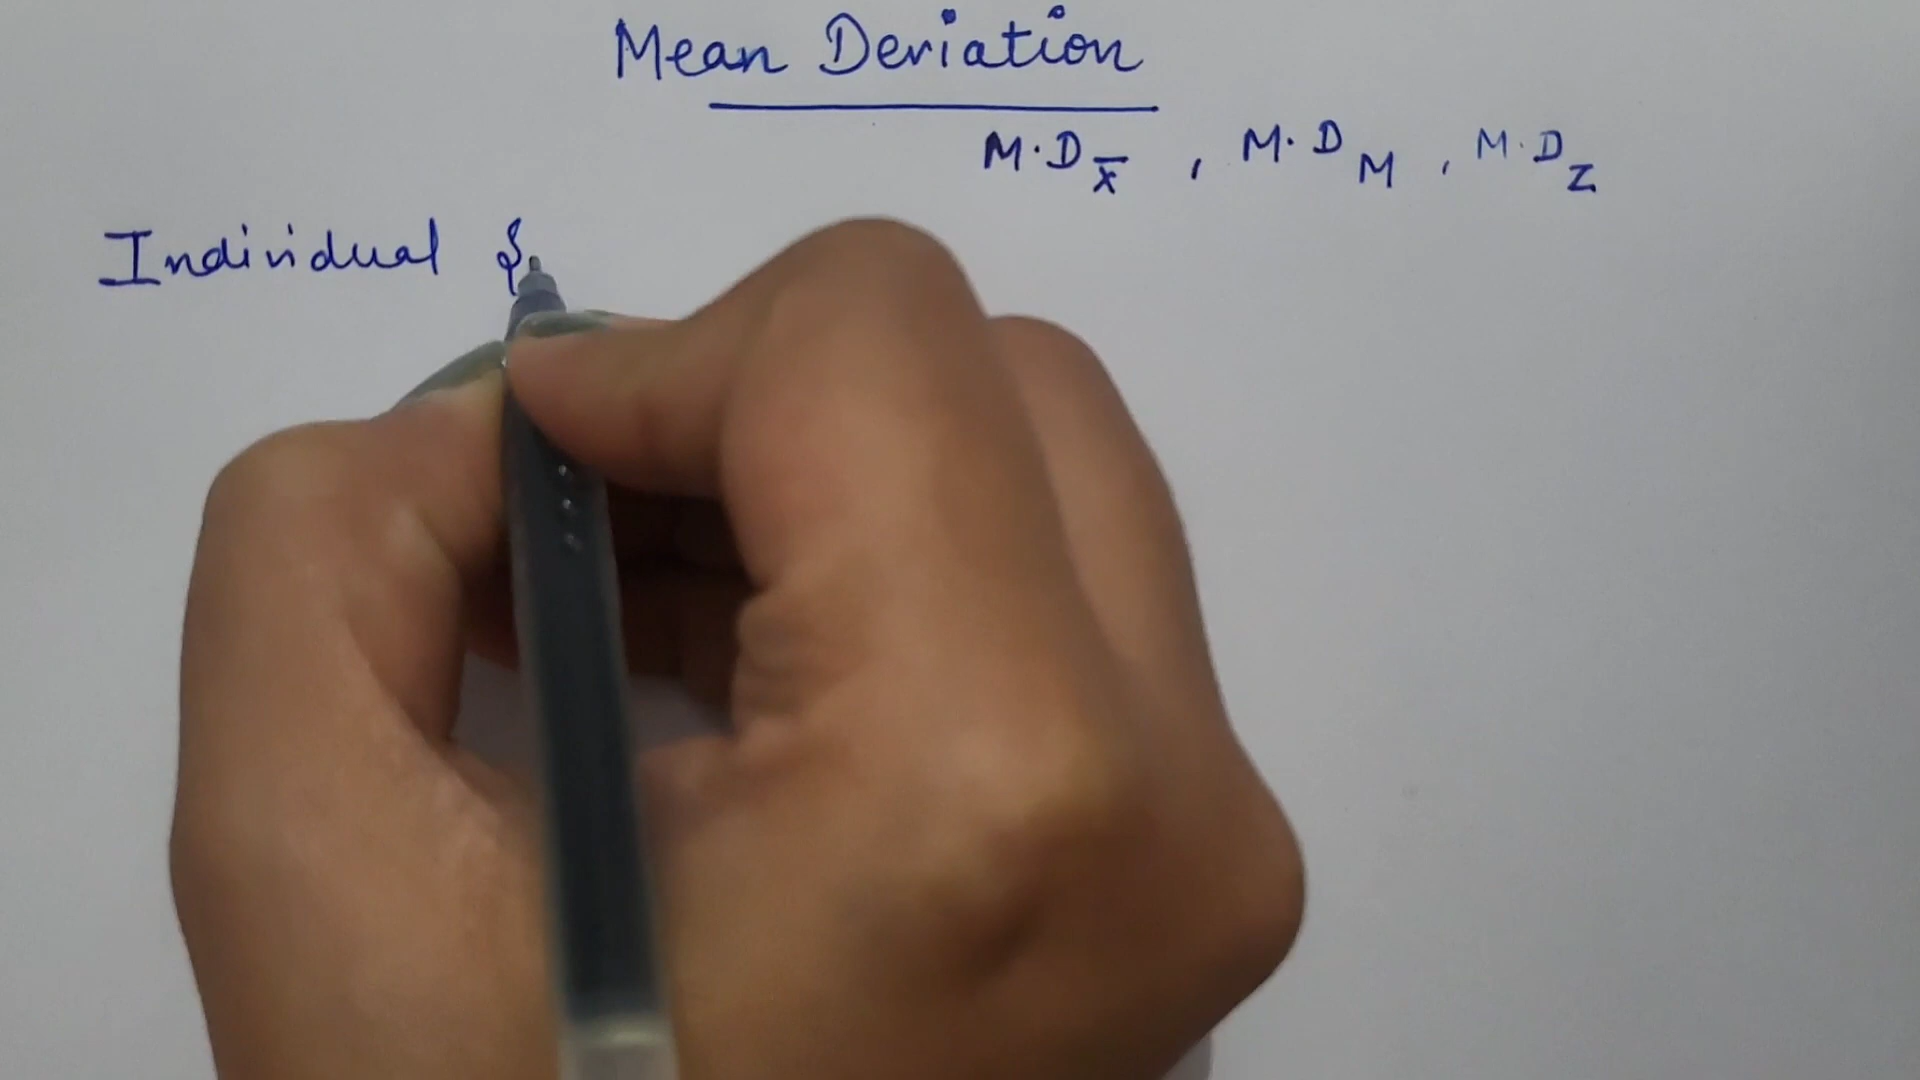 Mean Deviation
M.D x̄ , M.D M , M.D Z
Individual